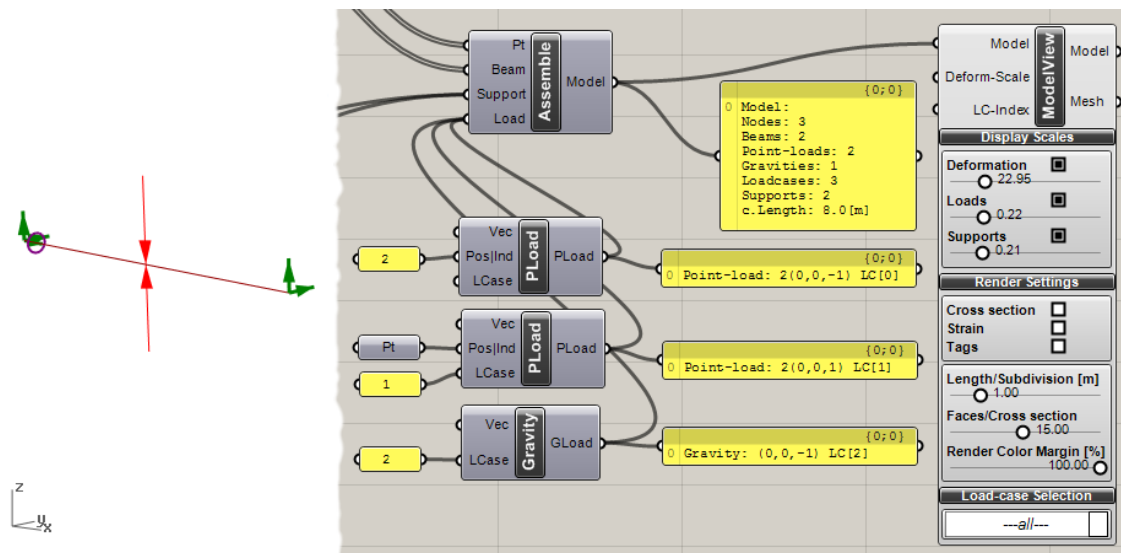 Pt
Beam
Support
Load
Assemble
Model
{0;0}
0 Model:
Nodes: 3
Beams: 2
Point-loads: 2
Gravities: 1
Loadcases: 3
Supports: 2
c.Length: 8.0[m]
Model
Deform-Scale
LC-Index
ModelView
Model
Mesh
Display Scales
Deformation
22.95
Loads
0.22
Supports
0.21
Render Settings
Cross section
Strain
Tags
Length/Subdivision [m]
1.00
Faces/Cross section
15.00
Render Color Margin [%]
100.00
Load-case Selection
---all---
2
Vec
Pos|Ind
LCase
PLoad
PLoad
{0;0}
0 Point-load: 2(0,0,-1) LC[0]
Pt
1
Vec
Pos|Ind
LCase
PLoad
PLoad
{0;0}
0 Point-load: 2(0,0,1) LC[1]
2
Vec
LCase
Gravity
GLoad
{0;0}
0 Gravity: (0,0,-1) LC[2]
z
y
x